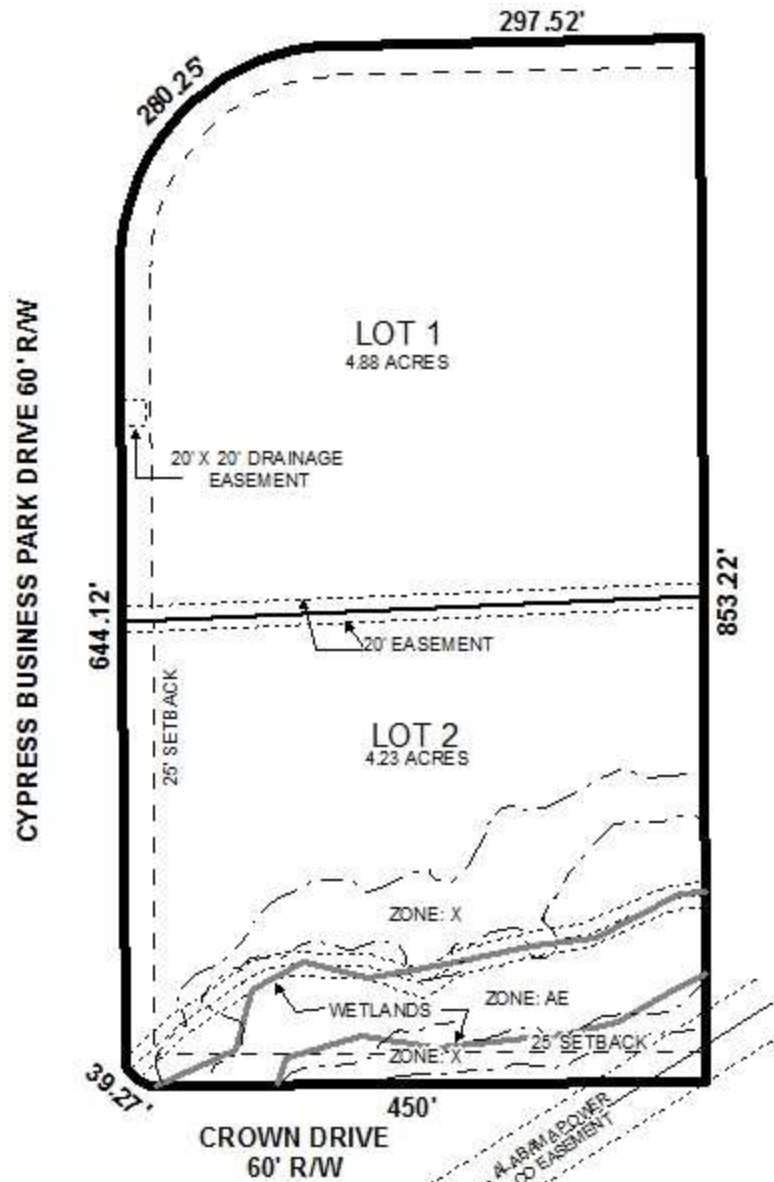 297.52'
280.25'
LOT 1
4.88 ACRES
CYPRESS BUSINESS PARK DRIVE 60' R/W
20' X 20' DRAINAGE
EASEMENT
644.12'
853.22'
20' EASEMENT
25' SETBACK
LOT 2
4.23 ACRES
ZONE: X
ZONE: AE
WETLANDS
25' SETBACK
ZONE: X
39.27'
450'
CROWN DRIVE
60' R/W
ALABAMA POWER
CO EASEMENT